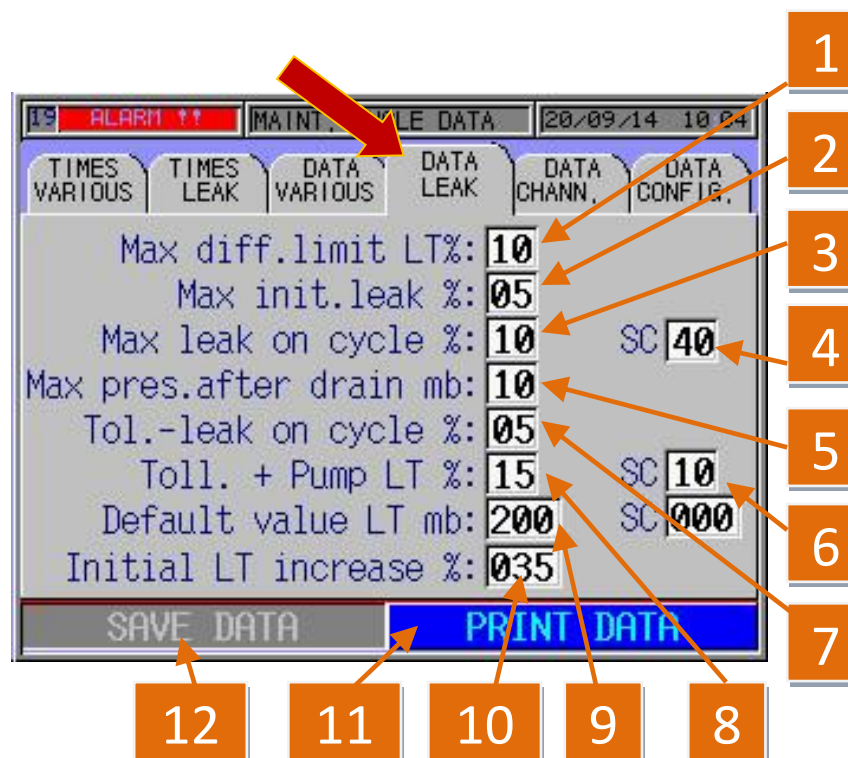 1
19 ALARM !! MAINT. CYCLE DATA 20/09/14 10 04
2
TIMES VARIOUS
TIMES LEAK
DATA VARIOUS
DATA LEAK
DATA CHANN.
DATA CONFIG.
Max diff.limit LT%: 10
3
Max init.leak %: 05
Max leak on cycle %: 10 SC 40
4
Max pres.after drain mb: 10
Tol.-leak on cycle %: 05
5
Toll. + Pump LT %: 15 SC 10
Default value LT mb: 200 SC 000
6
Initial LT increase %: 035
SAVE DATA PRINT DATA
7
12 11 10 9 8